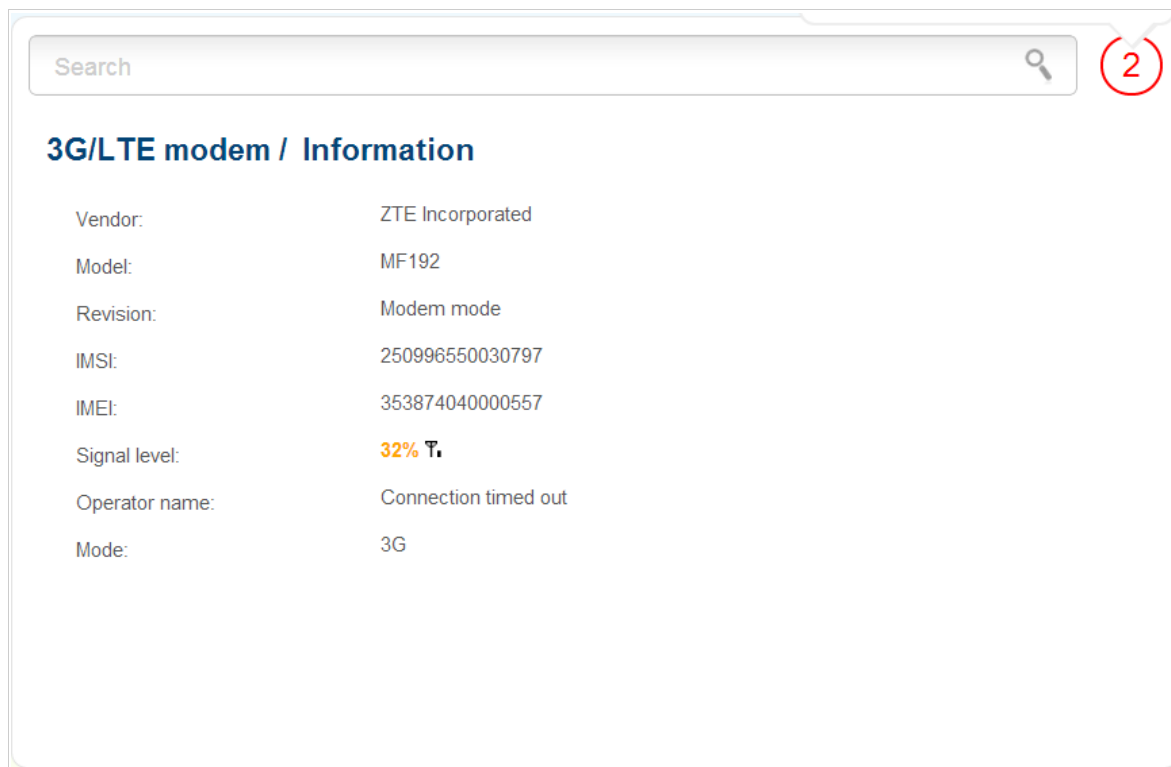 Search
2
3G/LTE modem / Information
Vendor: ZTE Incorporated
Model: MF192
Revision: Modem mode
IMSI: 250996550030797
IMEI: 353874040000557
Signal level: 32%
Operator name: Connection timed out
Mode: 3G